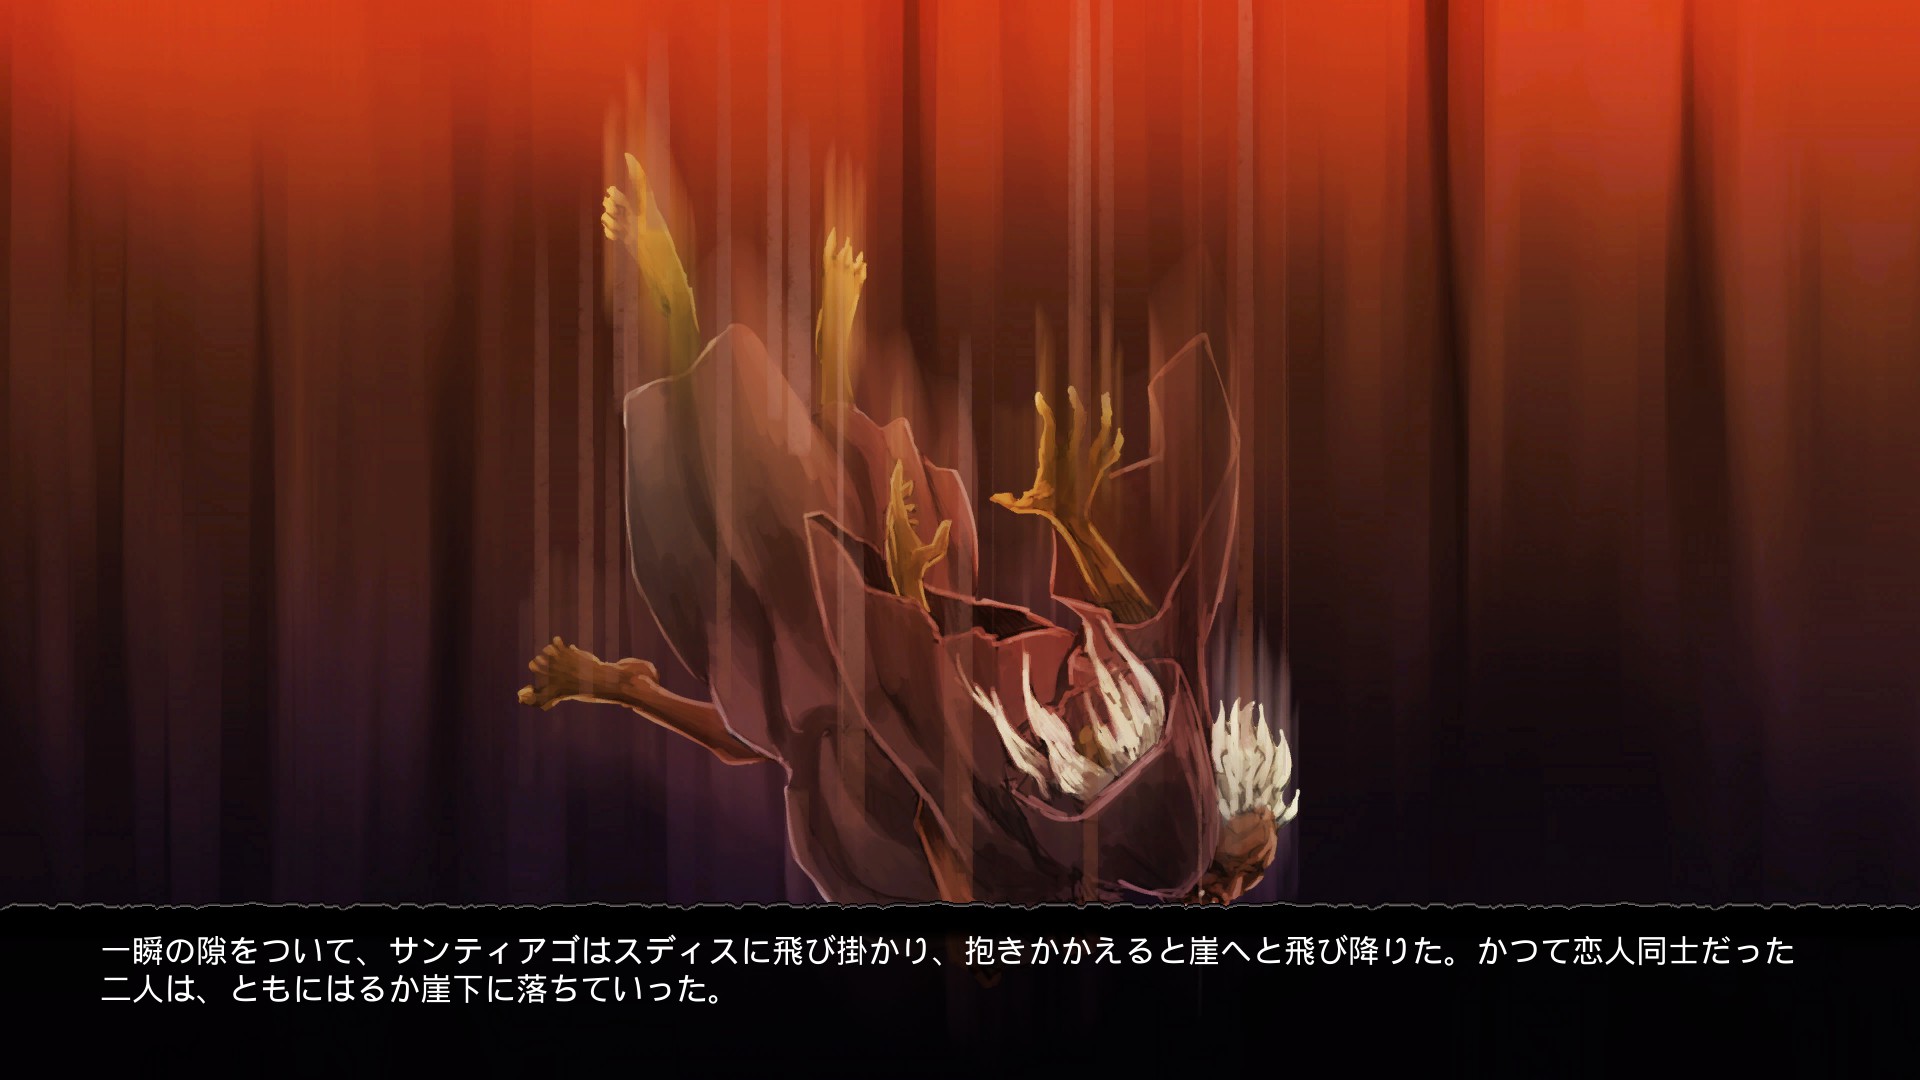 一瞬の隙をついて、サンティアゴはスディスに飛び掛かり、抱きかかえると崖へと飛び降りた。かつて恋人同士だった
二人は、ともにはるか崖下に落ちていった。